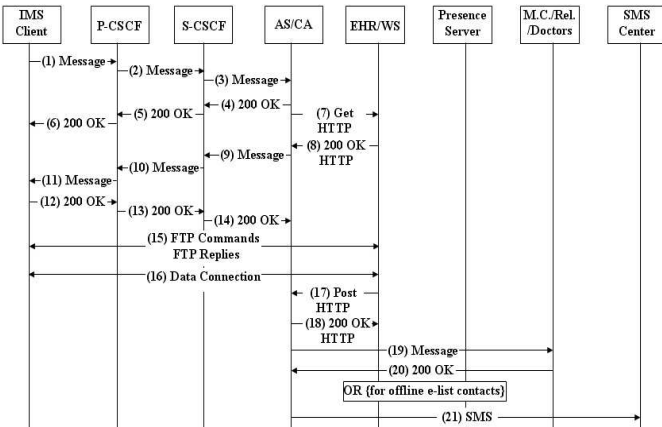 IMS
Client
P-CSCF
S-CSCF
AS/CA
EHR/WS
Presence
Server
M.C./Rel.
/Doctors
SMS
Center
(1) Message
(2) Message
(3) Message
(4) 200 OK
(5) 200 OK
(6) 200 OK
(7) Get
HTTP
(8) 200 OK
HTTP
(9) Message
(10) Message
(11) Message
(12) 200 OK
(13) 200 OK
(14) 200 OK
(15) FTP Commands
FTP Replies
(16) Data Connection
(17) Post
HTTP
(18) 200 OK
HTTP
(19) Message
(20) 200 OK
OR {for offline e-list contacts}
(21) SMS